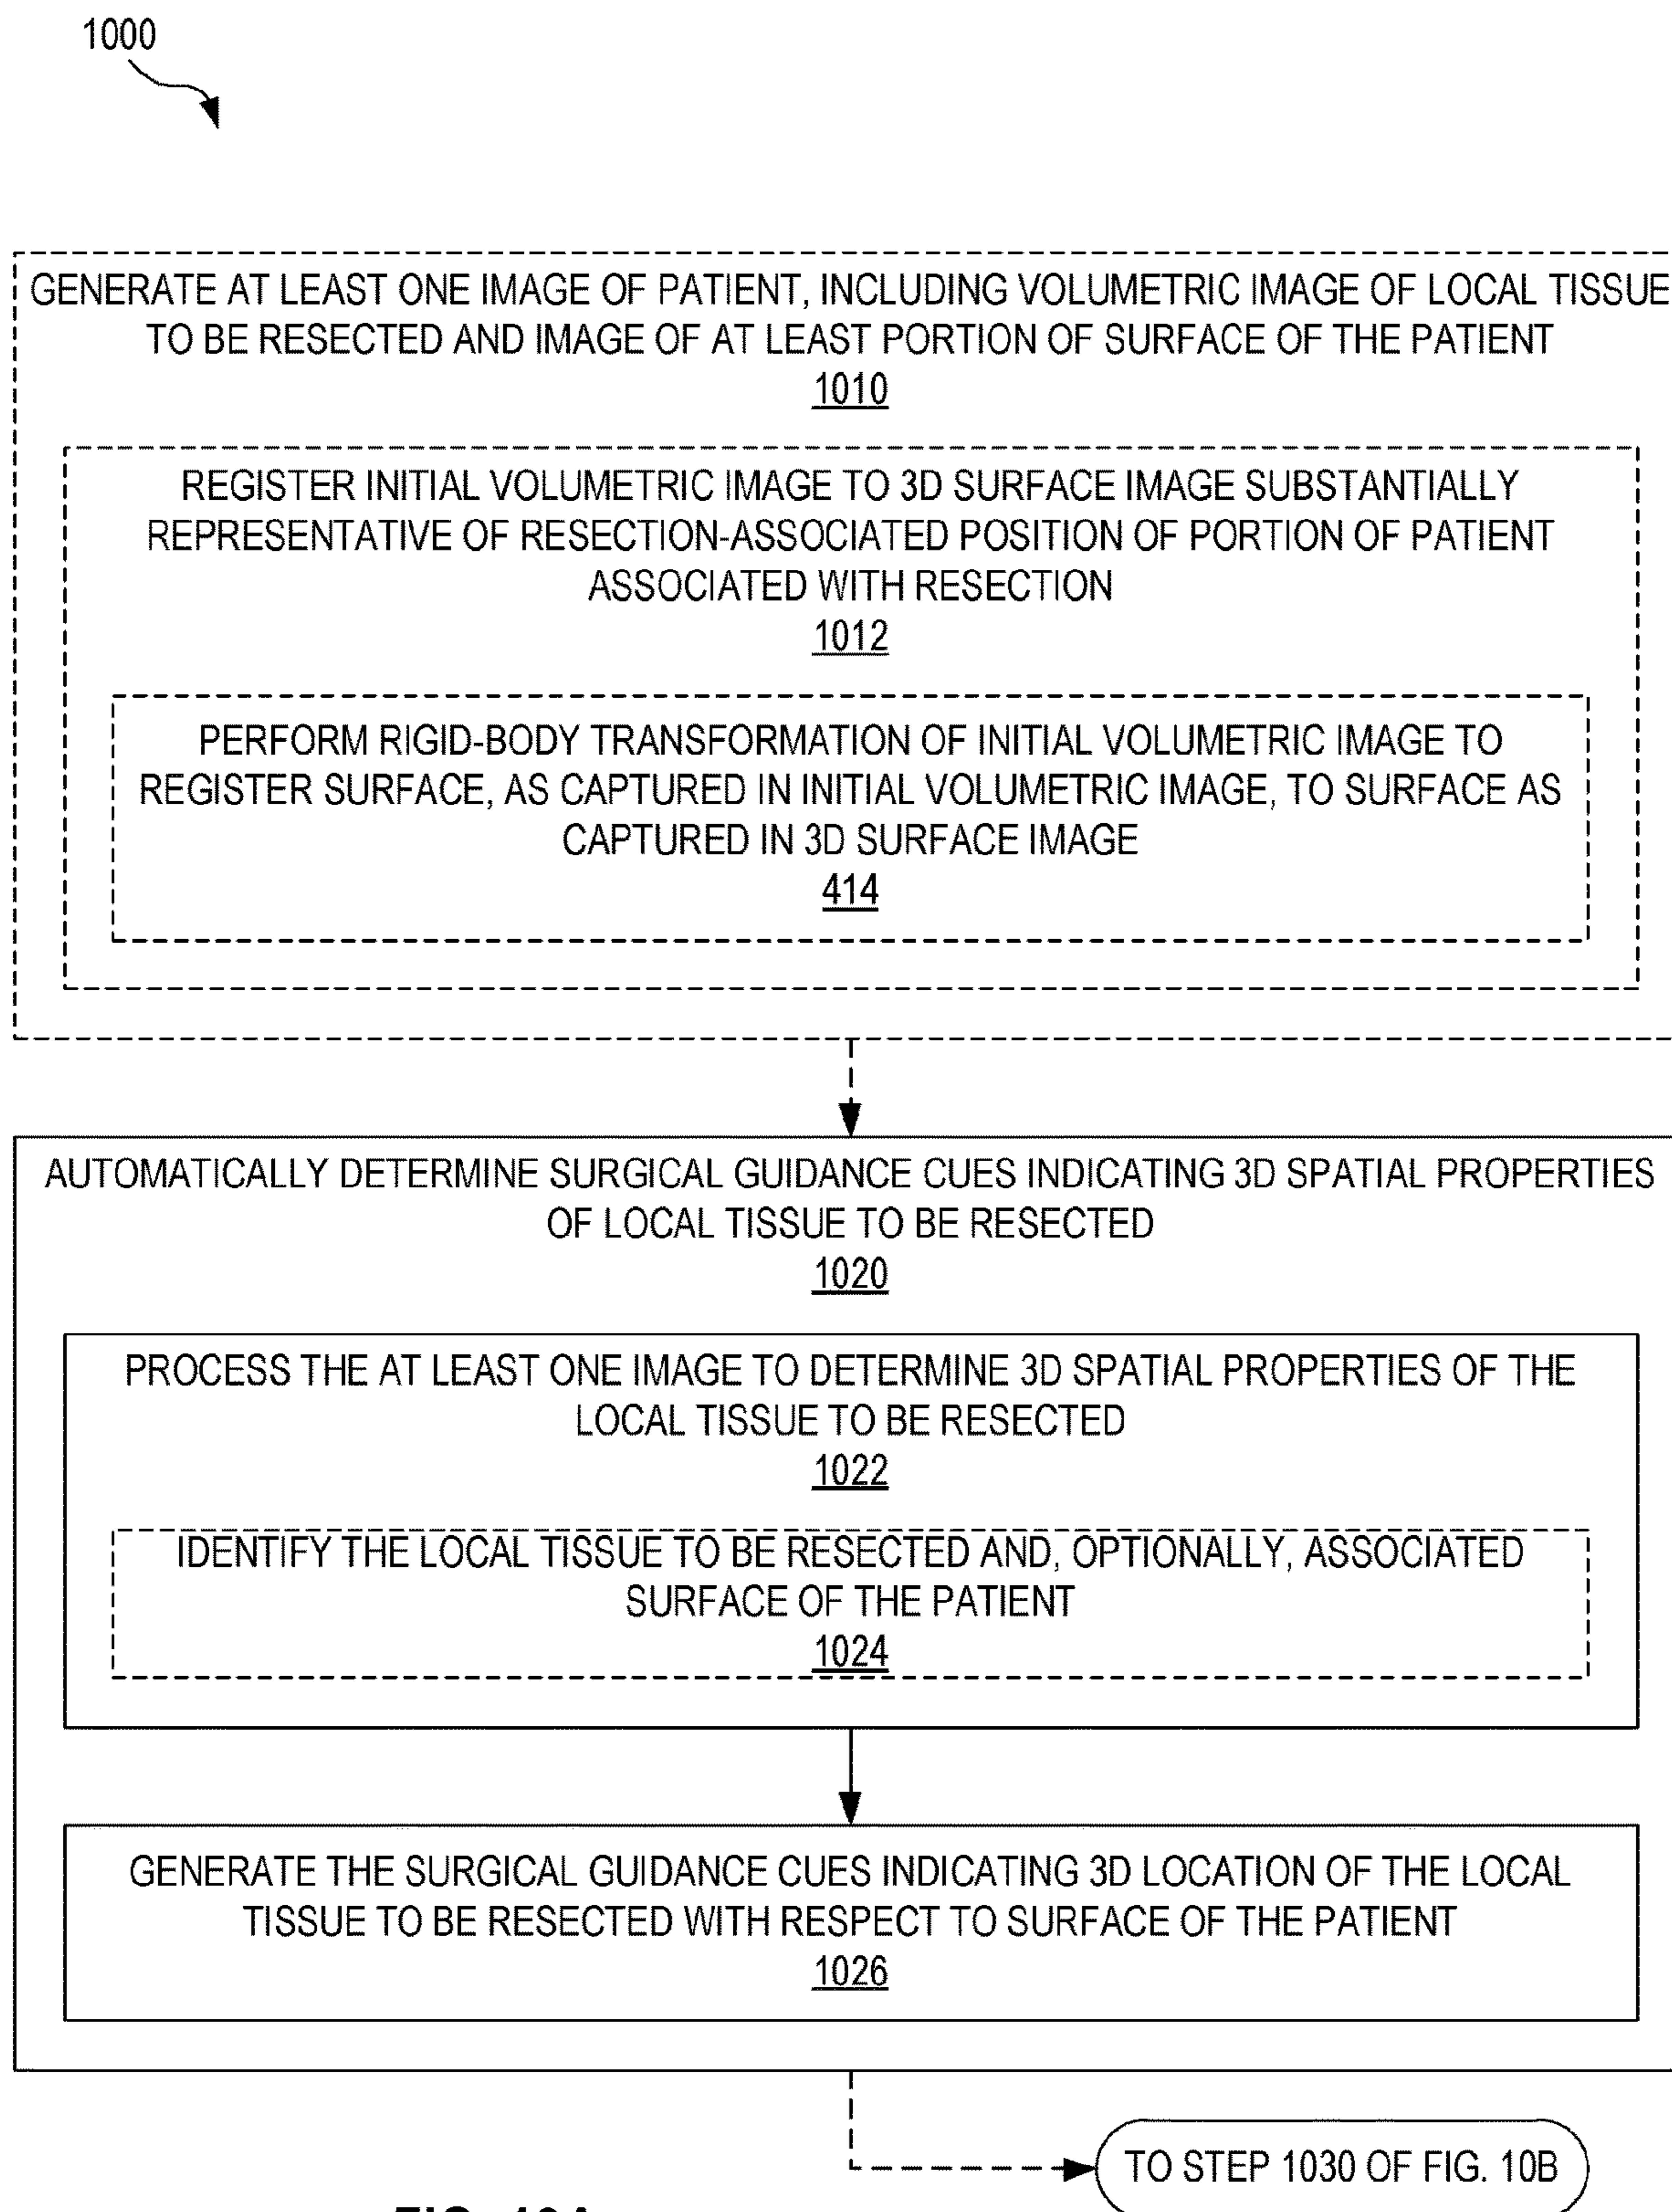 1000
GENERATE AT LEAST ONE IMAGE OF PATIENT, INCLUDING VOLUMETRIC IMAGE OF LOCAL TISSUE
TO BE RESECTED AND IMAGE OF AT LEAST PORTION OF SURFACE OF THE PATIENT
1010
REGISTER INITIAL VOLUMETRIC IMAGE TO 3D SURFACE IMAGE SUBSTANTIALLY
REPRESENTATIVE OF RESECTION-ASSOCIATED POSITION OF PORTION OF PATIENT
ASSOCIATED WITH RESECTION
1012
PERFORM RIGID-BODY TRANSFORMATION OF INITIAL VOLUMETRIC IMAGE TO
REGISTER SURFACE, AS CAPTURED IN INITIAL VOLUMETRIC IMAGE, TO SURFACE AS
CAPTURED IN 3D SURFACE IMAGE
414
AUTOMATICALLY DETERMINE SURGICAL GUIDANCE CUES INDICATING 3D SPATIAL PROPERTIES
OF LOCAL TISSUE TO BE RESECTED
1020
PROCESS THE AT LEAST ONE IMAGE TO DETERMINE 3D SPATIAL PROPERTIES OF THE
LOCAL TISSUE TO BE RESECTED
1022
IDENTIFY THE LOCAL TISSUE TO BE RESECTED AND, OPTIONALLY, ASSOCIATED
SURFACE OF THE PATIENT
1024
GENERATE THE SURGICAL GUIDANCE CUES INDICATING 3D LOCATION OF THE LOCAL
TISSUE TO BE RESECTED WITH RESPECT TO SURFACE OF THE PATIENT
1026
TO STEP 1030 OF FIG. 10B